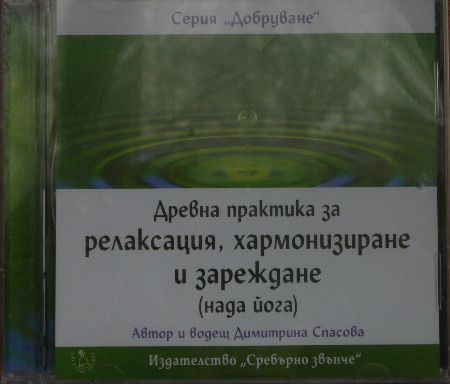 Серия „Добруване“
Древна практика за
релаксация, хармонизиране
и зареждане
(нада йога)
Автор и водещ Димитрина Спасова
Издателство „Сребърно звънче“